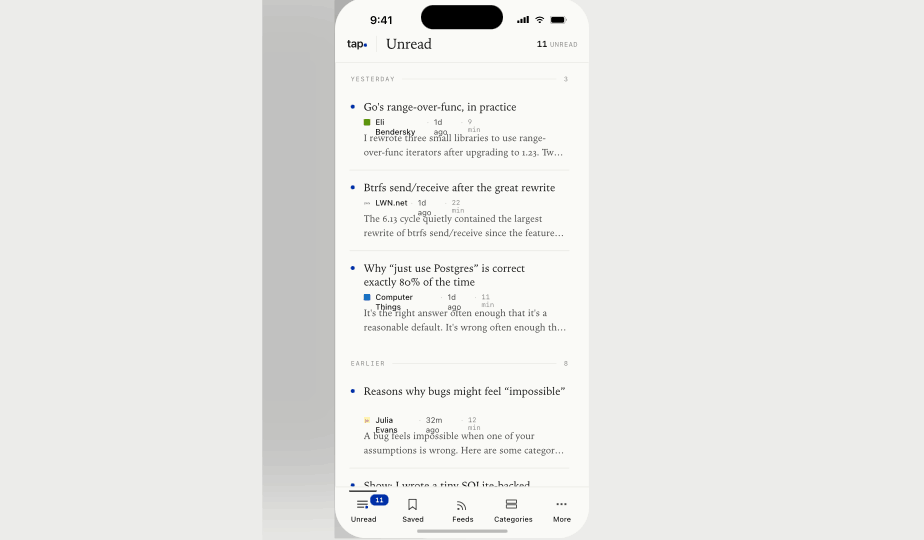 9:41
tap
Unread
11 UNREAD
YESTERDAY 3
Go's range-over-func, in practice
Eli Bendersky · 1d ago · 9 min
I rewrote three small libraries to use range-
over-func iterators after upgrading to 1.23. Tw…
Btrfs send/receive after the great rewrite
LWN.net · 1d ago · 22 min
The 6.13 cycle quietly contained the largest
rewrite of btrfs send/receive since the feature…
Why “just use Postgres” is correct
exactly 80% of the time
Computer Things · 1d ago · 11 min
It's the right answer often enough that it's a
reasonable default. It's wrong often enough th…
EARLIER 8
Reasons why bugs might feel “impossible”
Julia Evans · 32m ago · 12 min
A bug feels impossible when one of your
assumptions is wrong. Here are some categor…
Show: I wrote a tiny SQLite-backed
11
Unread
Saved
Feeds
Categories
More